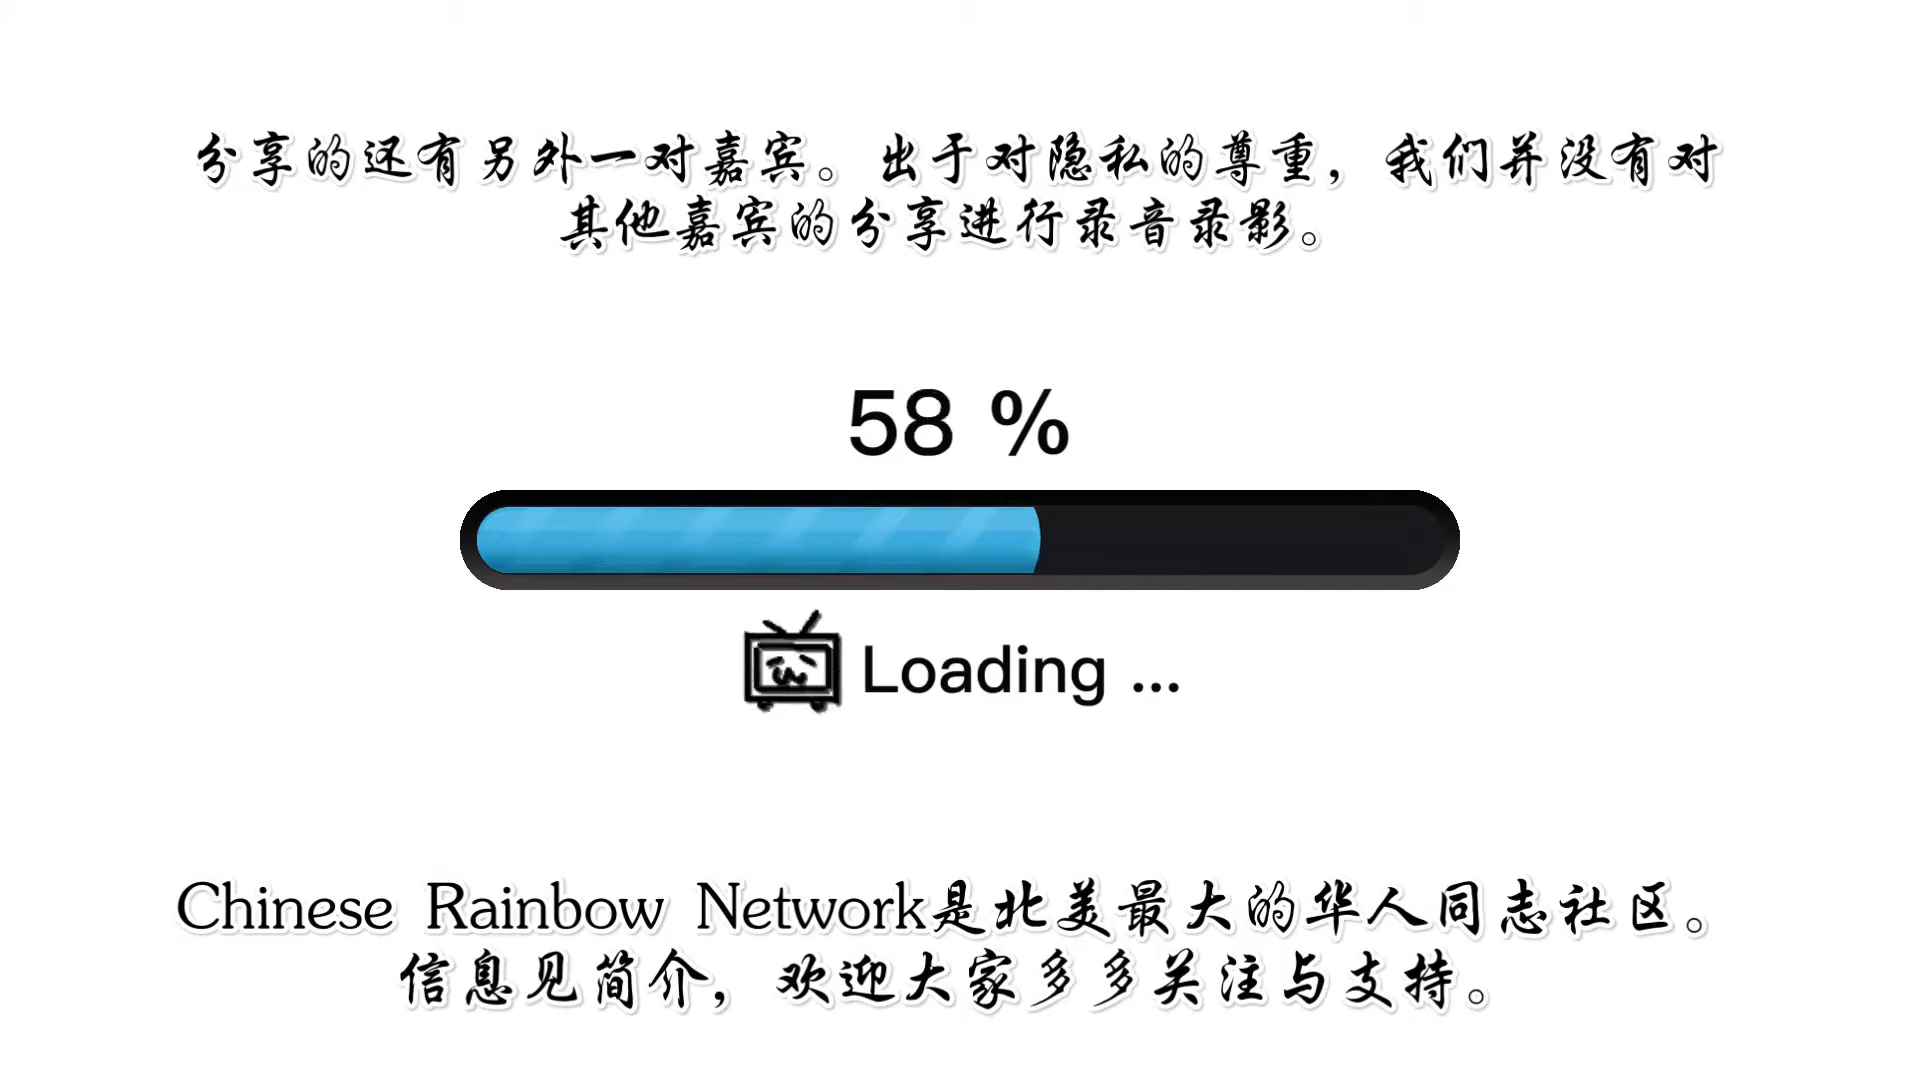 分享的还有另外一对嘉宾。出于对隐私的尊重，我们并没有对
其他嘉宾的分享进行录音录影。
58 %
Loading ...
Chinese Rainbow Network是北美最大的华人同志社区。
信息见简介，欢迎大家多多关注与支持。